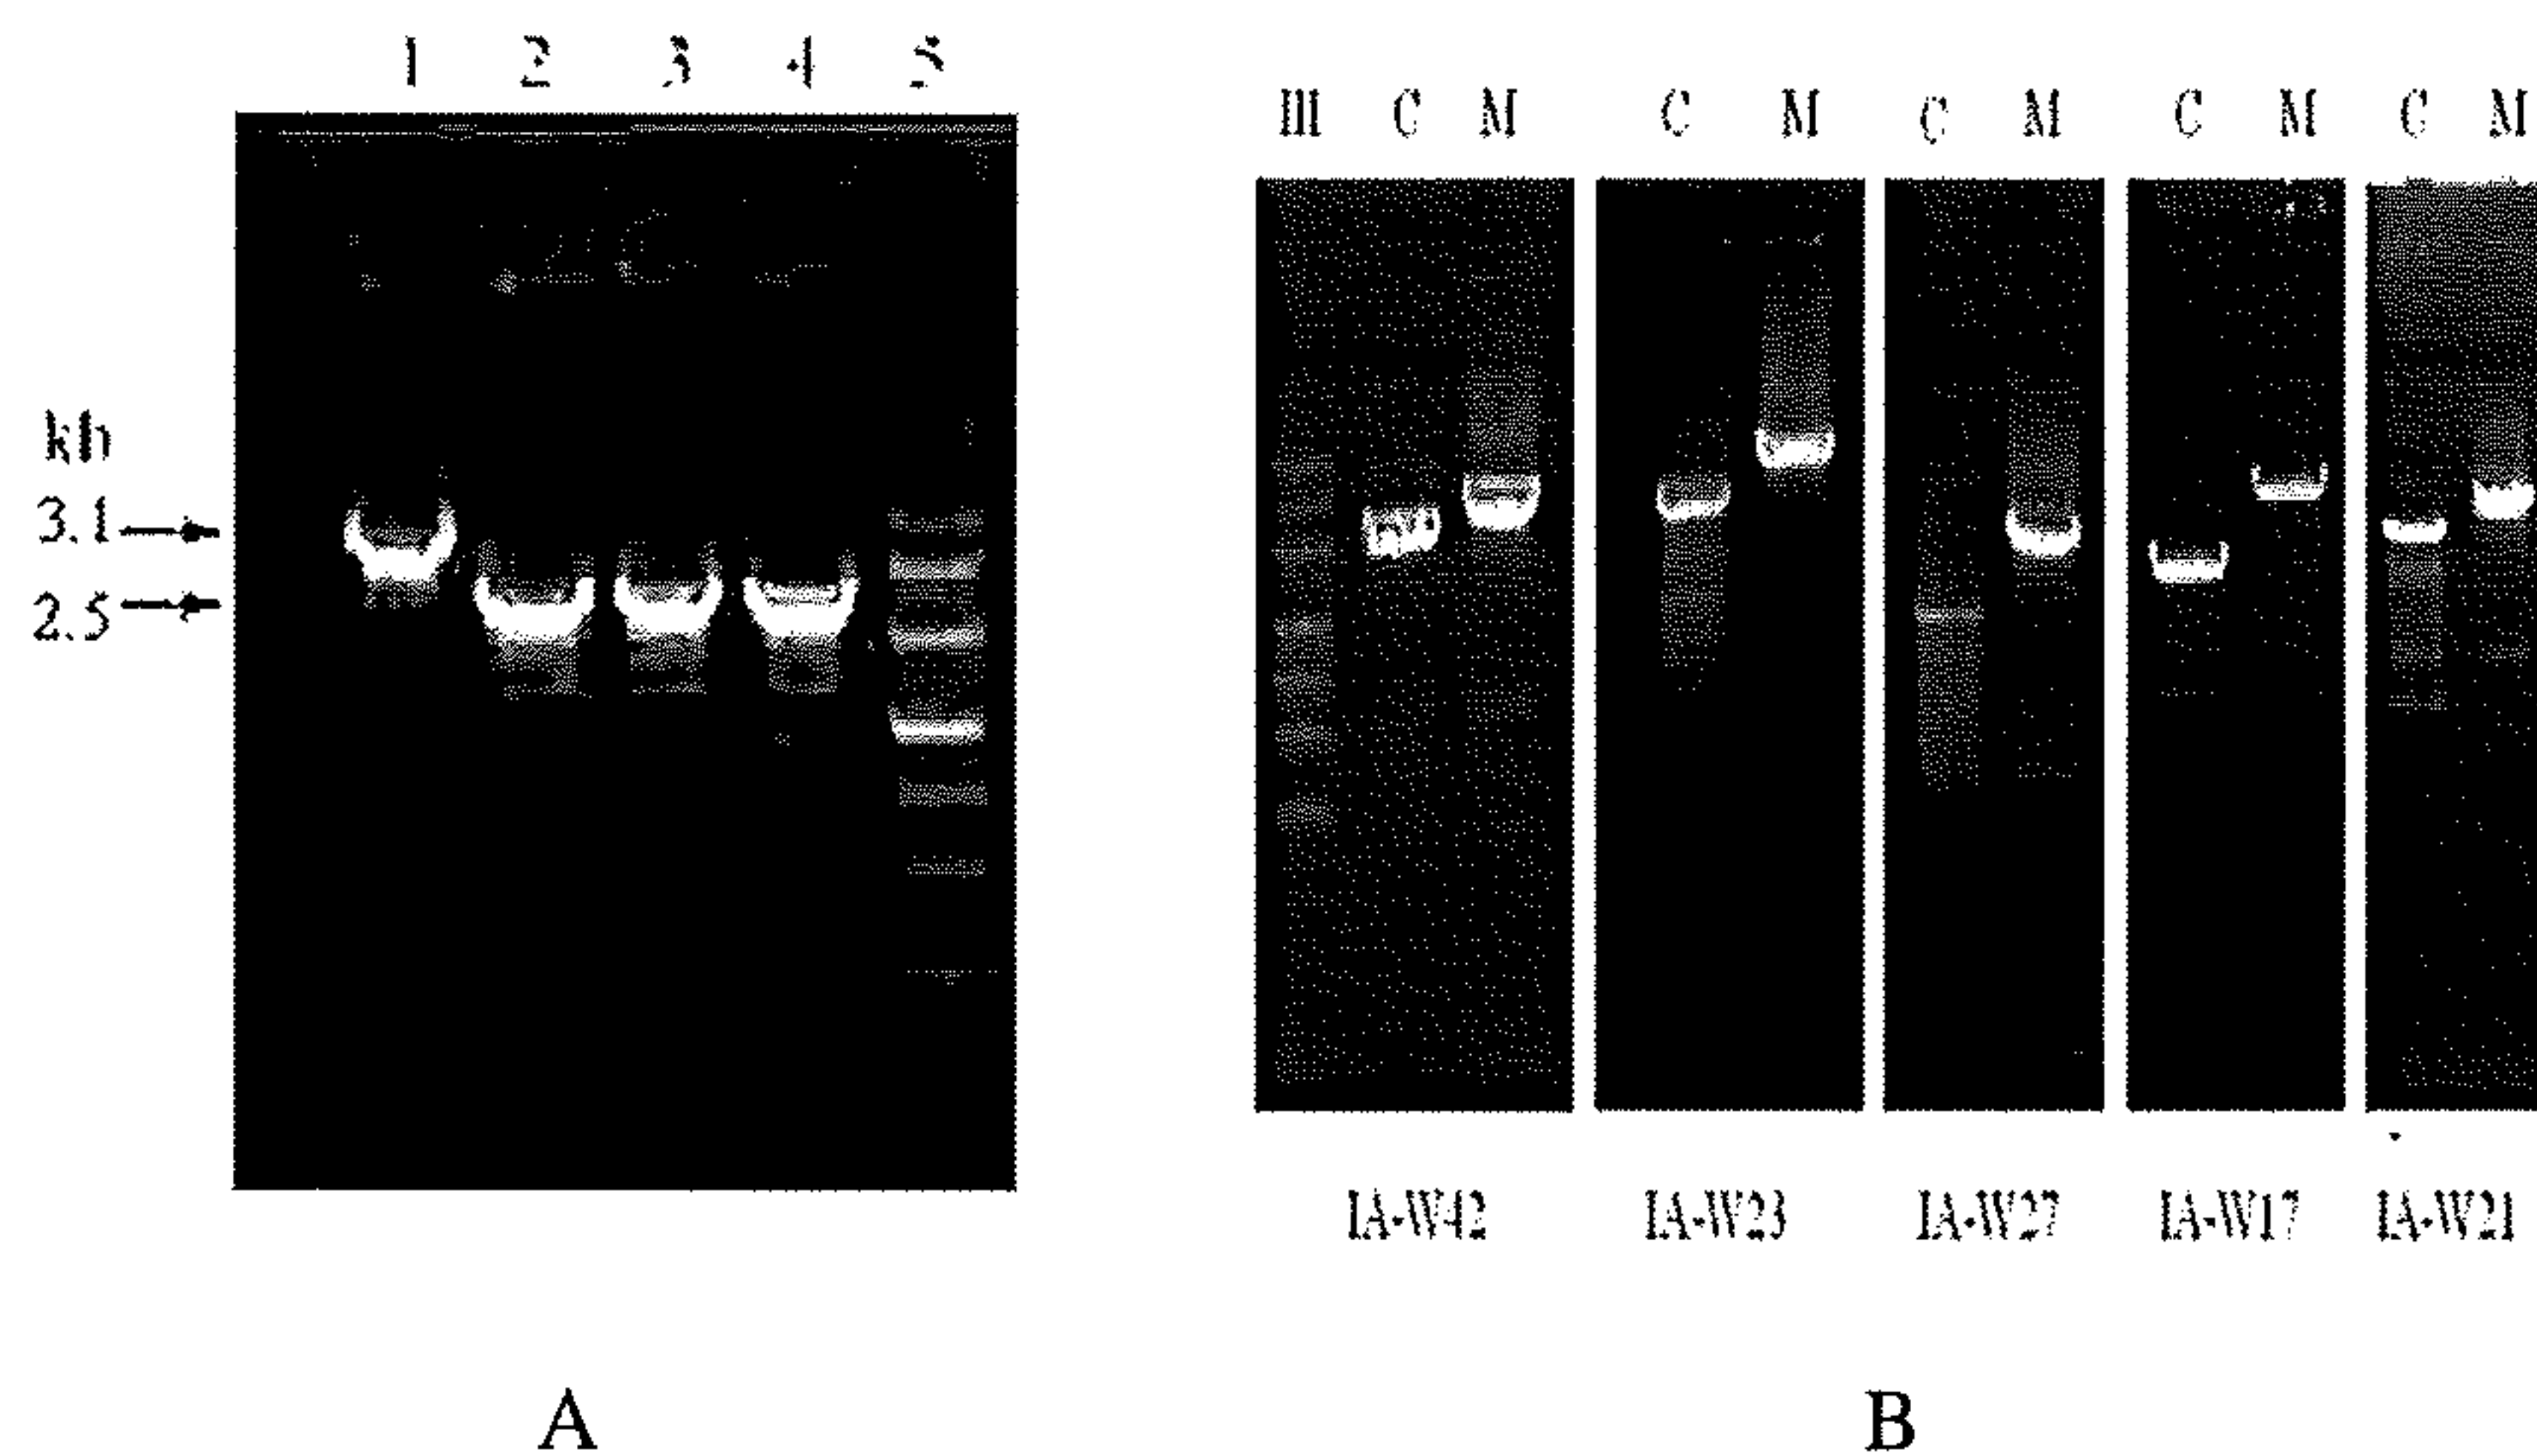 1 2 3 4 5
kb
3.1
2.5
A
III C M C M C M C M C M
IA-W42 IA-W23 IA-W27 IA-W17 IA-W21
B